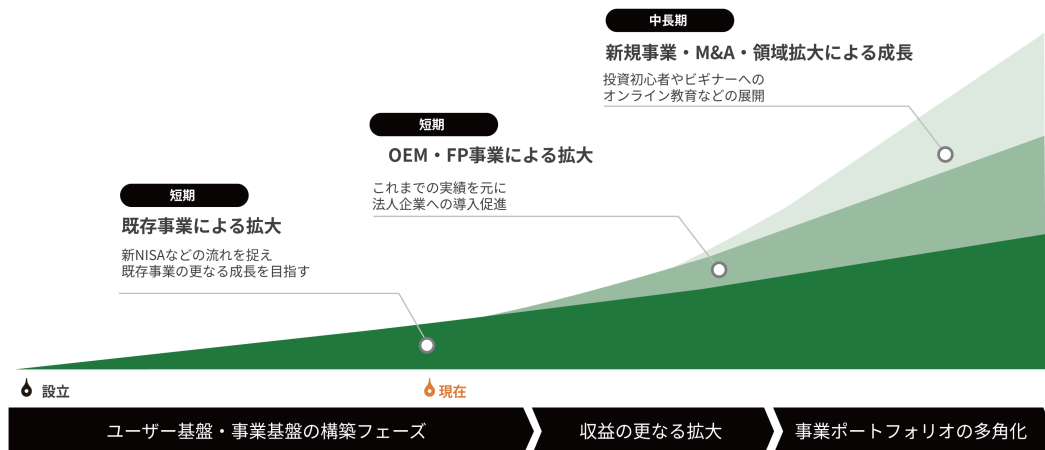 中長期
新規事業・M&A・領域拡大による成長
投資初心者やビギナーへの
オンライン教育などの展開
短期
OEM・FP事業による拡大
これまでの実績を元に
法人企業への導入促進
短期
既存事業による拡大
新NISAなどの流れを捉え
既存事業の更なる成長を目指す
設立
現在
ユーザー基盤・事業基盤の構築フェーズ
収益の更なる拡大
事業ポートフォリオの多角化